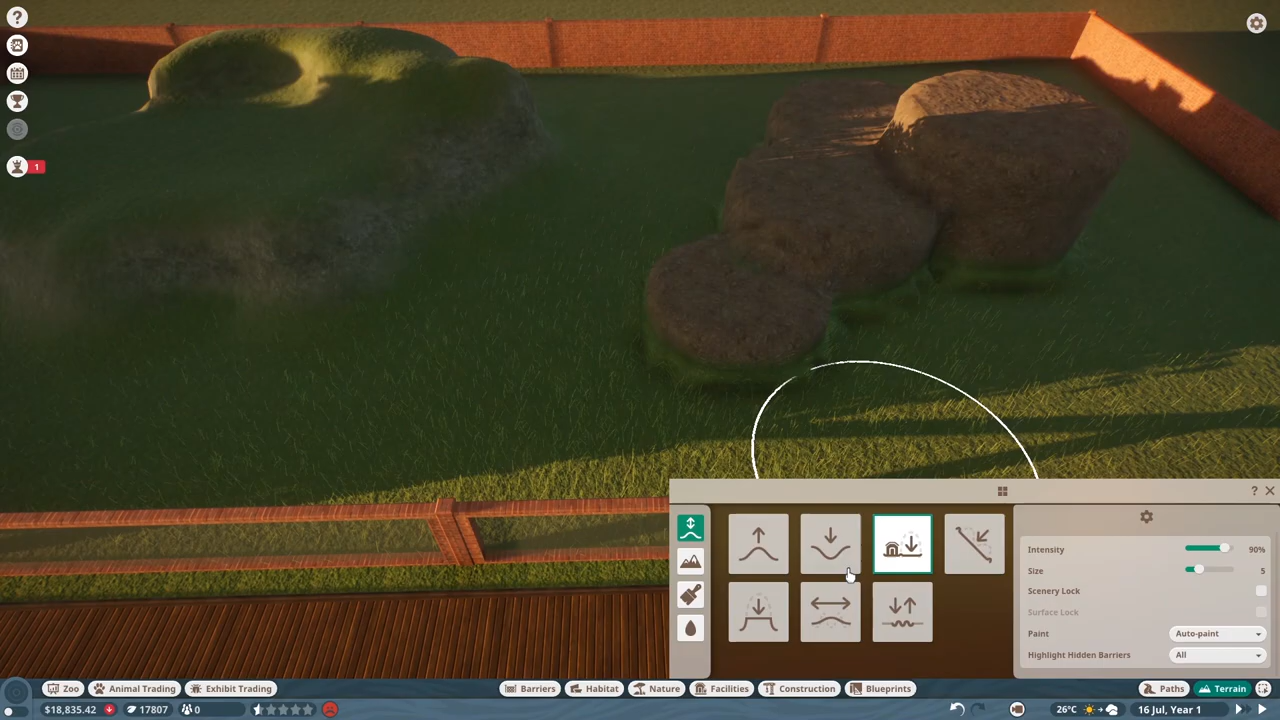 ?
1
? ×
Intensity 90%
Size 5
Scenery Lock
Surface Lock
Paint Auto-paint
Highlight Hidden Barriers All
Zoo Animal Trading Exhibit Trading Barriers Habitat Nature Facilities Construction Blueprints Paths Terrain
$18,835.42 17807 0 26°C 16 Jul, Year 1